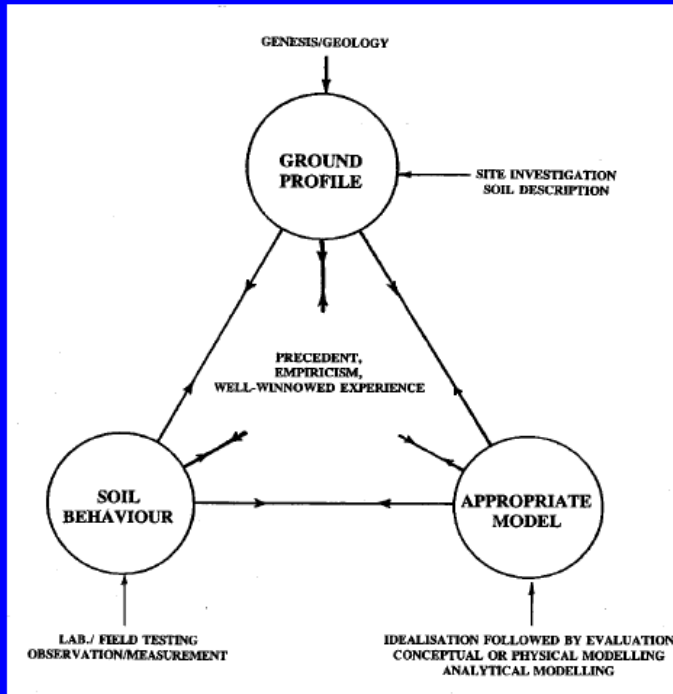 GENESIS/GEOLOGY
GROUND
PROFILE
SITE INVESTIGATION
SOIL DESCRIPTION
PRECEDENT,
EMPIRICISM,
WELL-WINNOWED EXPERIENCE
SOIL
BEHAVIOUR
APPROPRIATE
MODEL
LAB./ FIELD TESTING
OBSERVATION/MEASUREMENT
IDEALISATION FOLLOWED BY EVALUATION
CONCEPTUAL OR PHYSICAL MODELLING
ANALYTICAL MODELLING